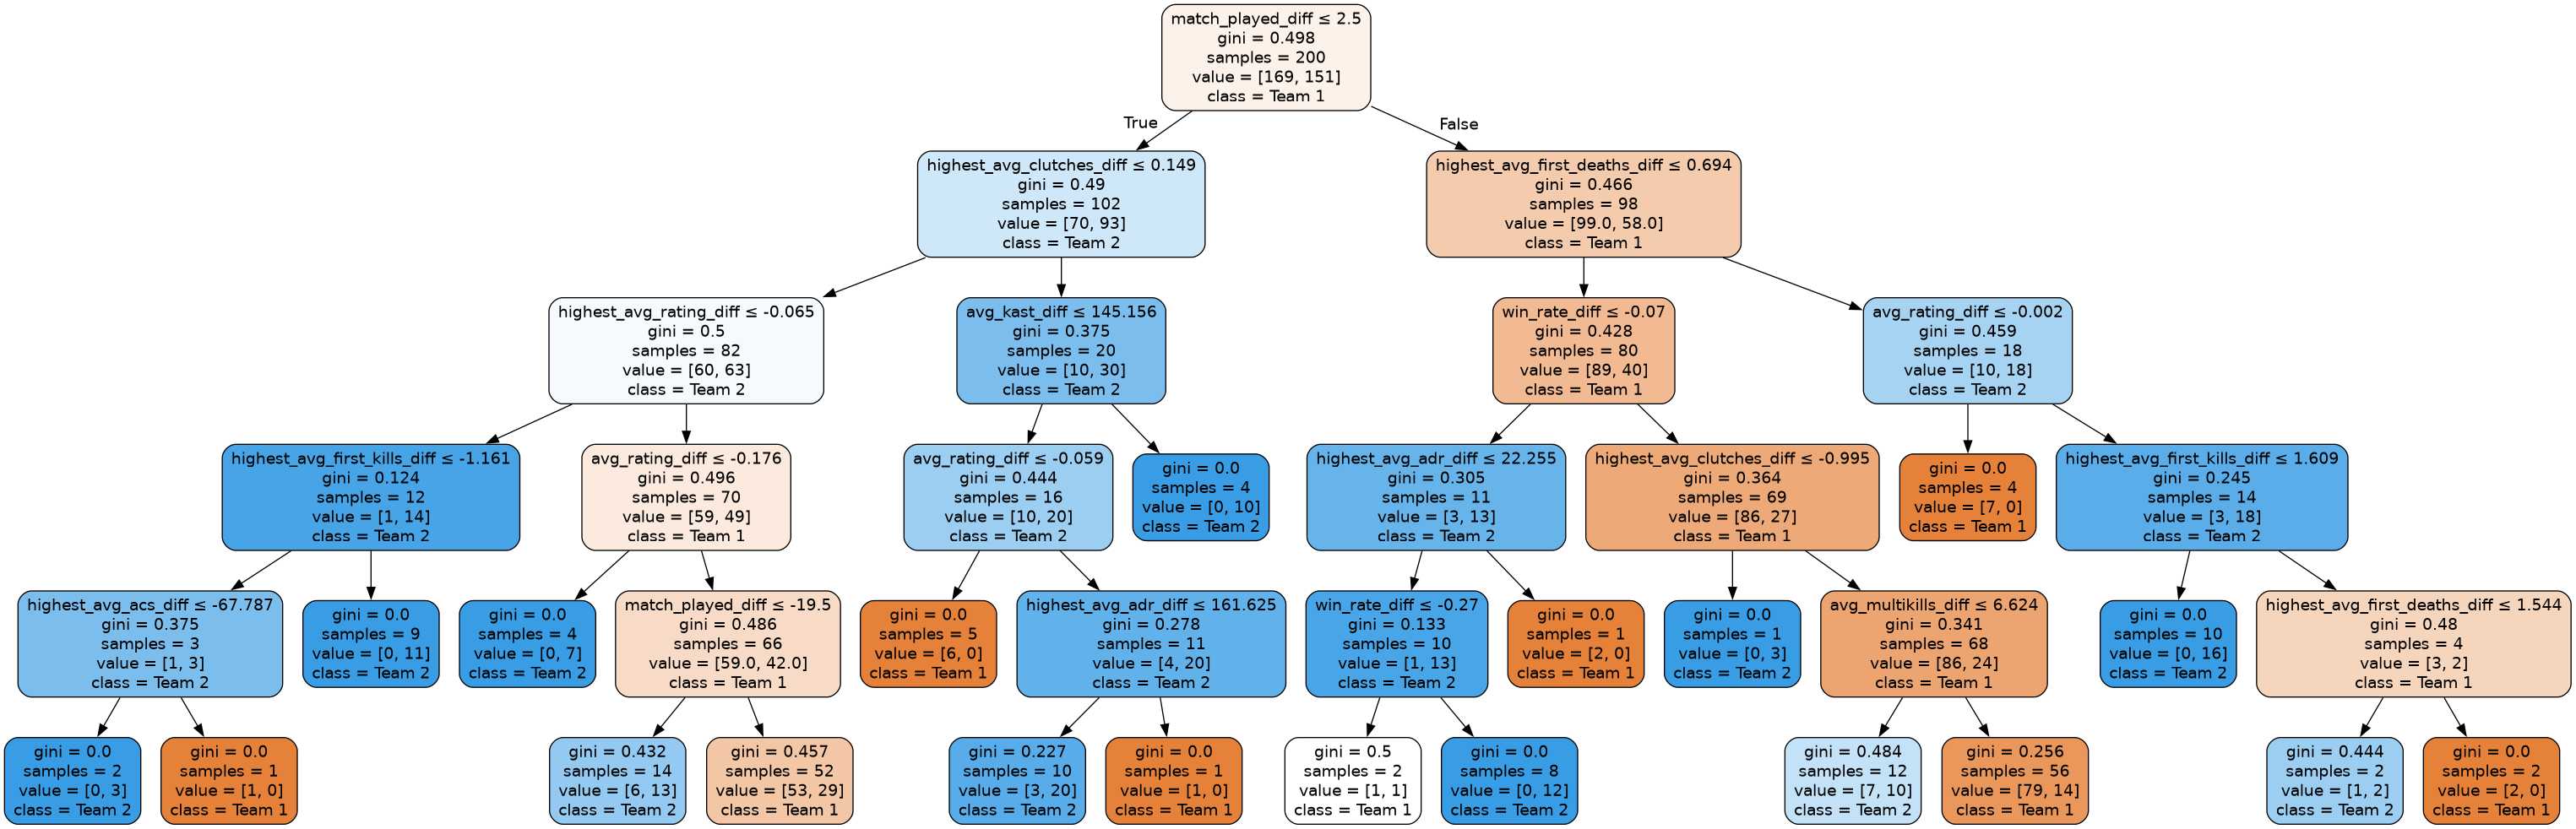 match_played_diff ≤ 2.5
gini = 0.498
samples = 200
value = [169, 151]
class = Team 1
True
False
highest_avg_clutches_diff ≤ 0.149
gini = 0.49
samples = 102
value = [70, 93]
class = Team 2
highest_avg_first_deaths_diff ≤ 0.694
gini = 0.466
samples = 98
value = [99.0, 58.0]
class = Team 1
highest_avg_rating_diff ≤ -0.065
gini = 0.5
samples = 82
value = [60, 63]
class = Team 2
avg_kast_diff ≤ 145.156
gini = 0.375
samples = 20
value = [10, 30]
class = Team 2
win_rate_diff ≤ -0.07
gini = 0.428
samples = 80
value = [89, 40]
class = Team 1
avg_rating_diff ≤ -0.002
gini = 0.459
samples = 18
value = [10, 18]
class = Team 2
highest_avg_first_kills_diff ≤ -1.161
gini = 0.124
samples = 12
value = [1, 14]
class = Team 2
avg_rating_diff ≤ -0.176
gini = 0.496
samples = 70
value = [59, 49]
class = Team 1
avg_rating_diff ≤ -0.059
gini = 0.444
samples = 16
value = [10, 20]
class = Team 2
gini = 0.0
samples = 4
value = [0, 10]
class = Team 2
highest_avg_adr_diff ≤ 22.255
gini = 0.305
samples = 11
value = [3, 13]
class = Team 2
highest_avg_clutches_diff ≤ -0.995
gini = 0.364
samples = 69
value = [86, 27]
class = Team 1
gini = 0.0
samples = 4
value = [7, 0]
class = Team 1
highest_avg_first_kills_diff ≤ 1.609
gini = 0.245
samples = 14
value = [3, 18]
class = Team 2
highest_avg_acs_diff ≤ -67.787
gini = 0.375
samples = 3
value = [1, 3]
class = Team 2
gini = 0.0
samples = 9
value = [0, 11]
class = Team 2
gini = 0.0
samples = 4
value = [0, 7]
class = Team 2
match_played_diff ≤ -19.5
gini = 0.486
samples = 66
value = [59.0, 42.0]
class = Team 1
gini = 0.0
samples = 5
value = [6, 0]
class = Team 1
highest_avg_adr_diff ≤ 161.625
gini = 0.278
samples = 11
value = [4, 20]
class = Team 2
win_rate_diff ≤ -0.27
gini = 0.133
samples = 10
value = [1, 13]
class = Team 2
gini = 0.0
samples = 1
value = [2, 0]
class = Team 1
gini = 0.0
samples = 1
value = [0, 3]
class = Team 2
avg_multikills_diff ≤ 6.624
gini = 0.341
samples = 68
value = [86, 24]
class = Team 1
gini = 0.0
samples = 10
value = [0, 16]
class = Team 2
highest_avg_first_deaths_diff ≤ 1.544
gini = 0.48
samples = 4
value = [3, 2]
class = Team 1
gini = 0.0
samples = 2
value = [0, 3]
class = Team 2
gini = 0.0
samples = 1
value = [1, 0]
class = Team 1
gini = 0.432
samples = 14
value = [6, 13]
class = Team 2
gini = 0.457
samples = 52
value = [53, 29]
class = Team 1
gini = 0.227
samples = 10
value = [3, 20]
class = Team 2
gini = 0.0
samples = 1
value = [1, 0]
class = Team 1
gini = 0.5
samples = 2
value = [1, 1]
class = Team 1
gini = 0.0
samples = 8
value = [0, 12]
class = Team 2
gini = 0.484
samples = 12
value = [7, 10]
class = Team 2
gini = 0.256
samples = 56
value = [79, 14]
class = Team 1
gini = 0.444
samples = 2
value = [1, 2]
class = Team 2
gini = 0.0
samples = 2
value = [2, 0]
class = Team 1